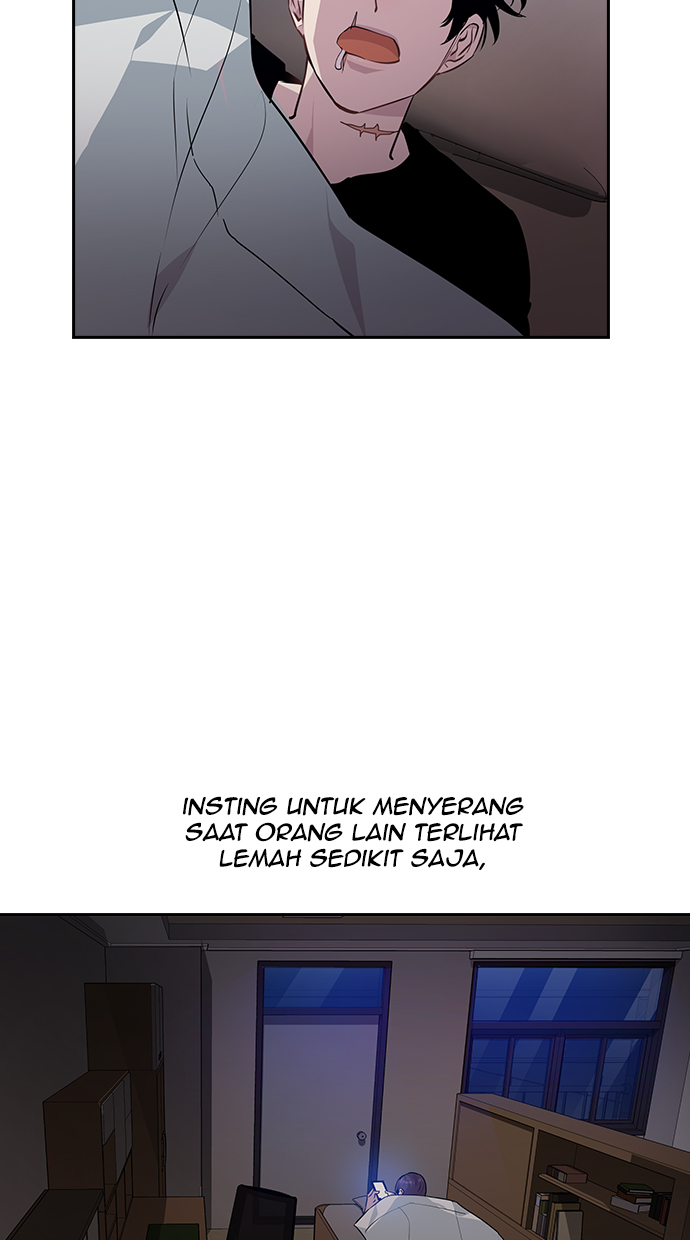 INSTING UNTUK MENYERANG
SAAT ORANG LAIN TERLIHAT
LEMAH SEDIKIT SAJA,